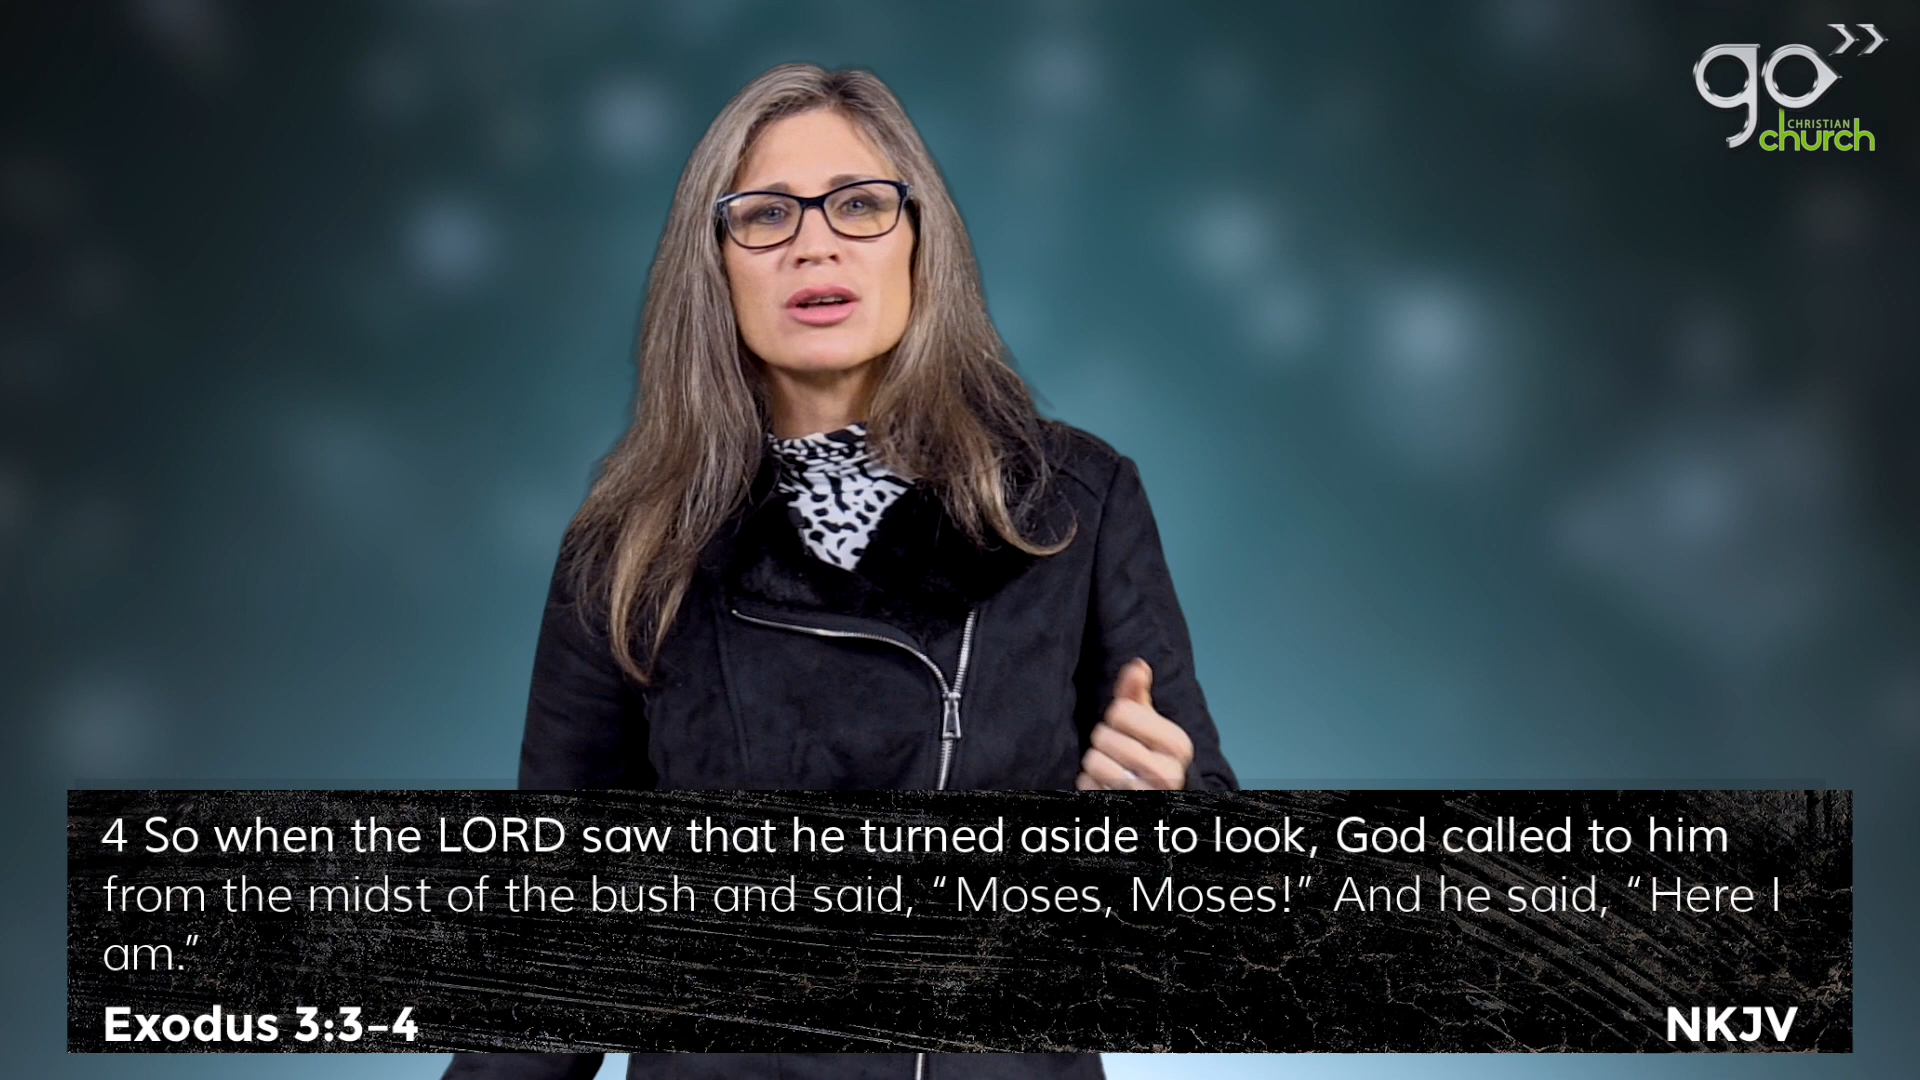 go
CHRISTIAN
church
4 So when the LORD saw that he turned aside to look, God called to him
from the midst of the bush and said, “Moses, Moses!” And he said, “Here I
am.”
Exodus 3:3-4
NKJV